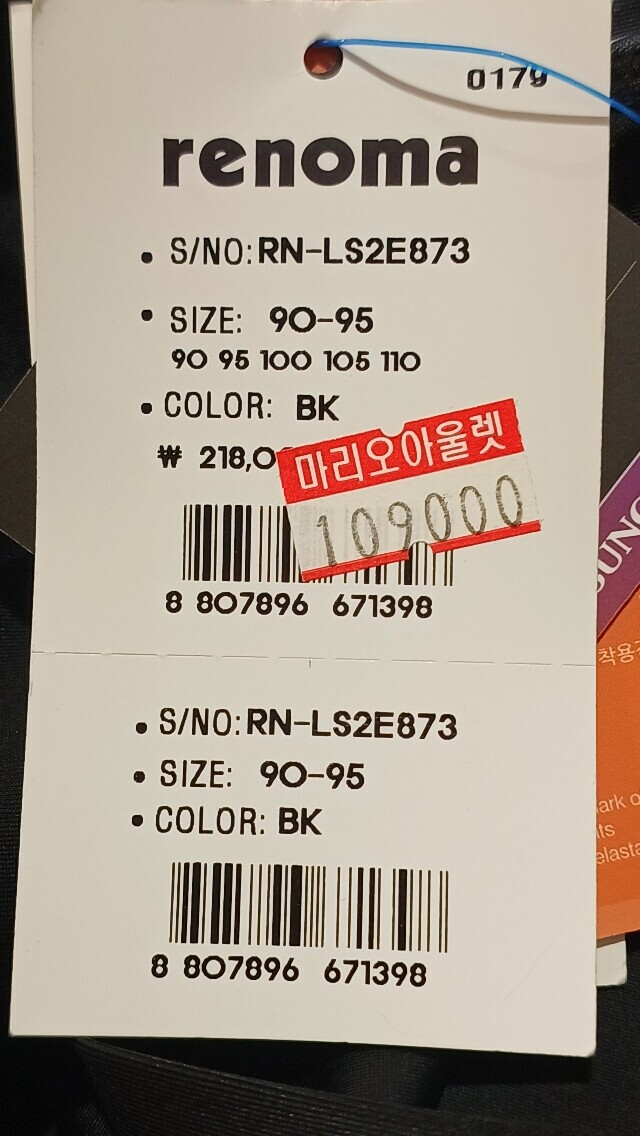 0179
renoma
• S/NO: RN-LS2E873
• SIZE: 90-95
90 95 100 105 110
• COLOR: BK
₩ 218,0
마리오아울렛
109000
8 807896 671398
착용
• S/NO: RN-LS2E873
• SIZE: 90-95
• COLOR: BK
8 807896 671398